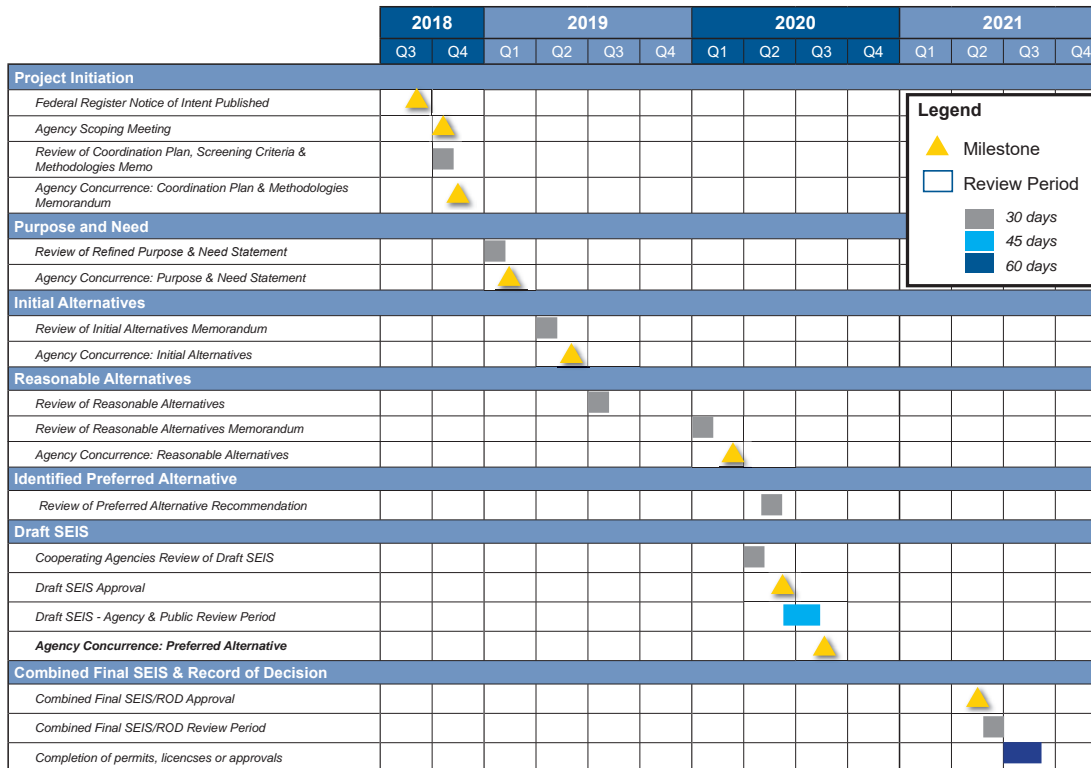 2018 2019 2020 2021
Q3 Q4 Q1 Q2 Q3 Q4 Q1 Q2 Q3 Q4 Q1 Q2 Q3 Q4
Project Initiation
Federal Register Notice of Intent Published
Agency Scoping Meeting
Review of Coordination Plan, Screening Criteria &
Methodologies Memo
Agency Concurrence: Coordination Plan & Methodologies
Memorandum
Purpose and Need
Review of Refined Purpose & Need Statement
Agency Concurrence: Purpose & Need Statement
Initial Alternatives
Review of Initial Alternatives Memorandum
Agency Concurrence: Initial Alternatives
Reasonable Alternatives
Review of Reasonable Alternatives
Review of Reasonable Alternatives Memorandum
Agency Concurrence: Reasonable Alternatives
Identified Preferred Alternative
Review of Preferred Alternative Recommendation
Draft SEIS
Cooperating Agencies Review of Draft SEIS
Draft SEIS Approval
Draft SEIS - Agency & Public Review Period
Agency Concurrence: Preferred Alternative
Combined Final SEIS & Record of Decision
Combined Final SEIS/ROD Approval
Combined Final SEIS/ROD Review Period
Completion of permits, licencses or approvals
Legend
Milestone
Review Period
30 days
45 days
60 days